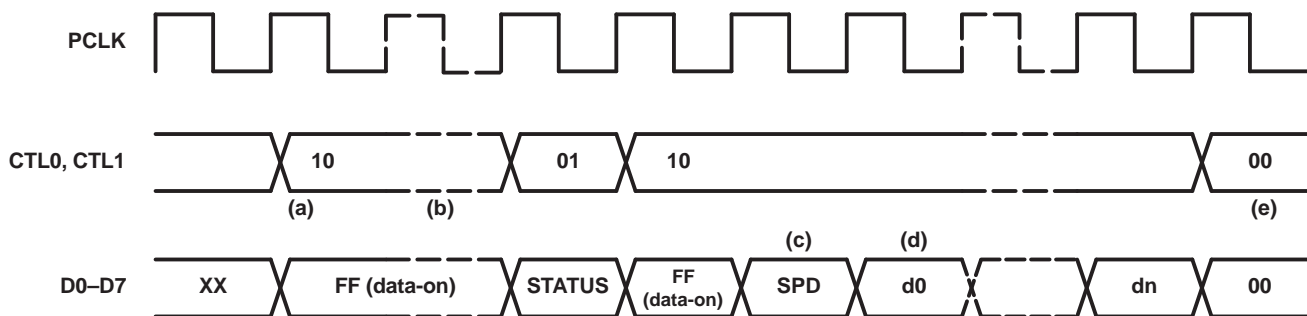 PCLK
CTL0, CTL1
10
01
10
00
(a)
(b)
(e)
(c)
(d)
D0–D7
XX
FF (data-on)
STATUS
FF
(data-on)
SPD
d0
dn
00